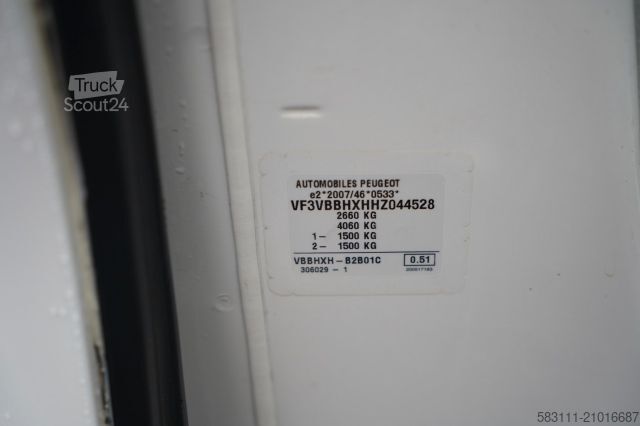 Truck
Scout24
AUTOMOBILES PEUGEOT
e2*2007/46*0533*
VF3VBBHXHHZ044528
2660 KG
4060 KG
1- 1500 KG
2- 1500 KG
VBBHXH-B2B01C 0.51
306029 - 1
583111-21016687